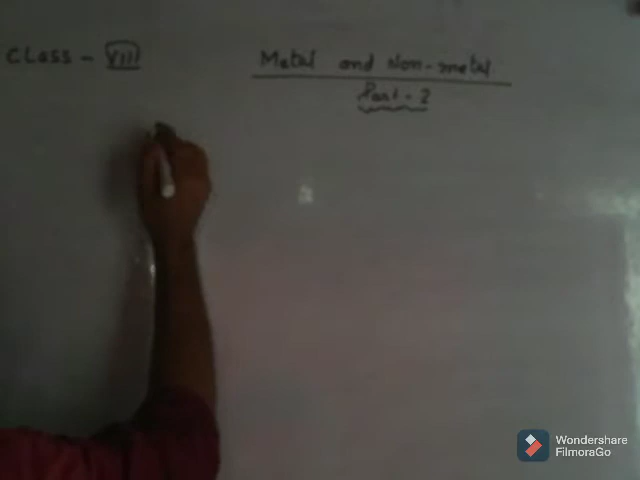 Class - VIII
Metal and Non-metal
Part - 2
Wondershare
FilmoraGo